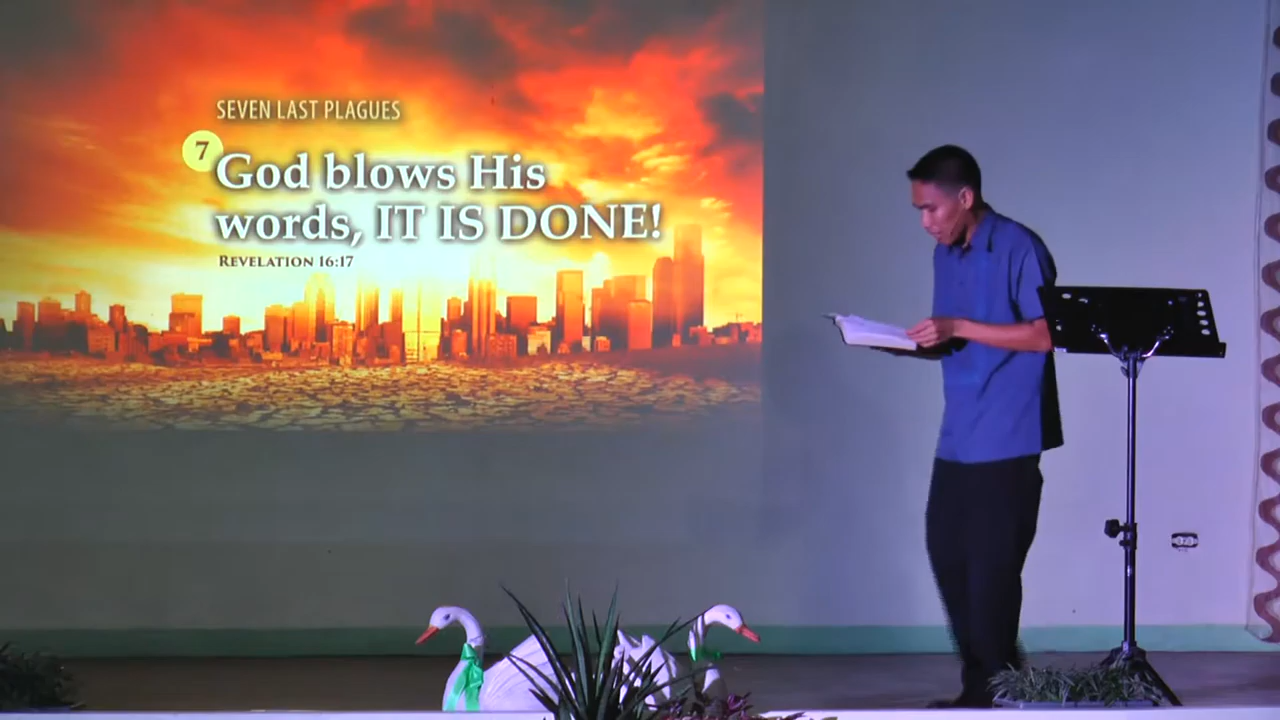 SEVEN LAST PLAGUES
7
God blows His
words, IT IS DONE!
REVELATION 16:17